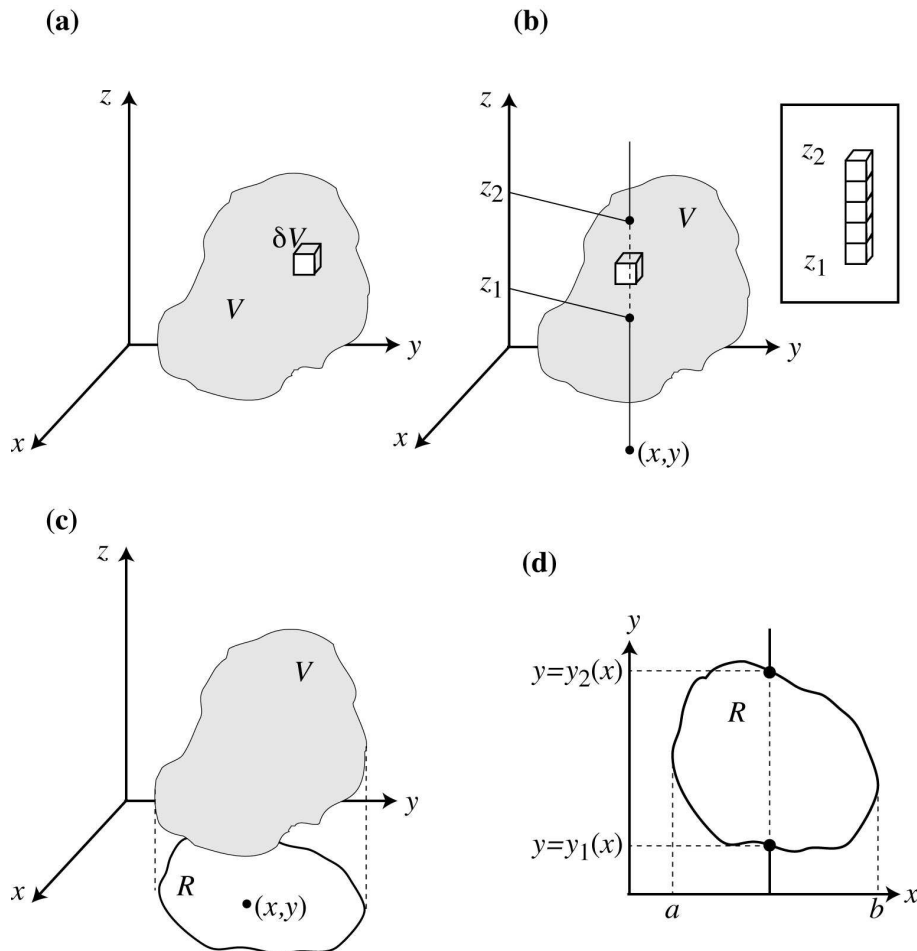 (a)
z
δV
V
y
x
(b)
z
z2
V
z1
y
x
(x,y)
z2
z1
(c)
z
V
y
x
R
(x,y)
(d)
y
y=y2(x)
R
y=y1(x)
a
b
x